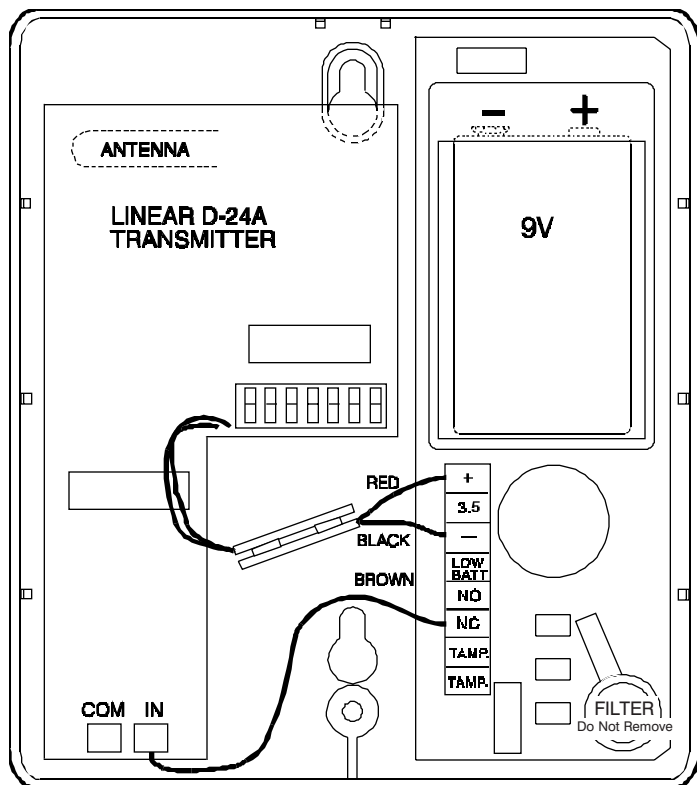 ANTENNA
LINEAR D-24A
TRANSMITTER
- +
9V
RED
BLACK
BROWN
+
3.5
—
LOW
BATT
NO
NC
TAMP.
TAMP.
COM IN
FILTER
Do Not Remove